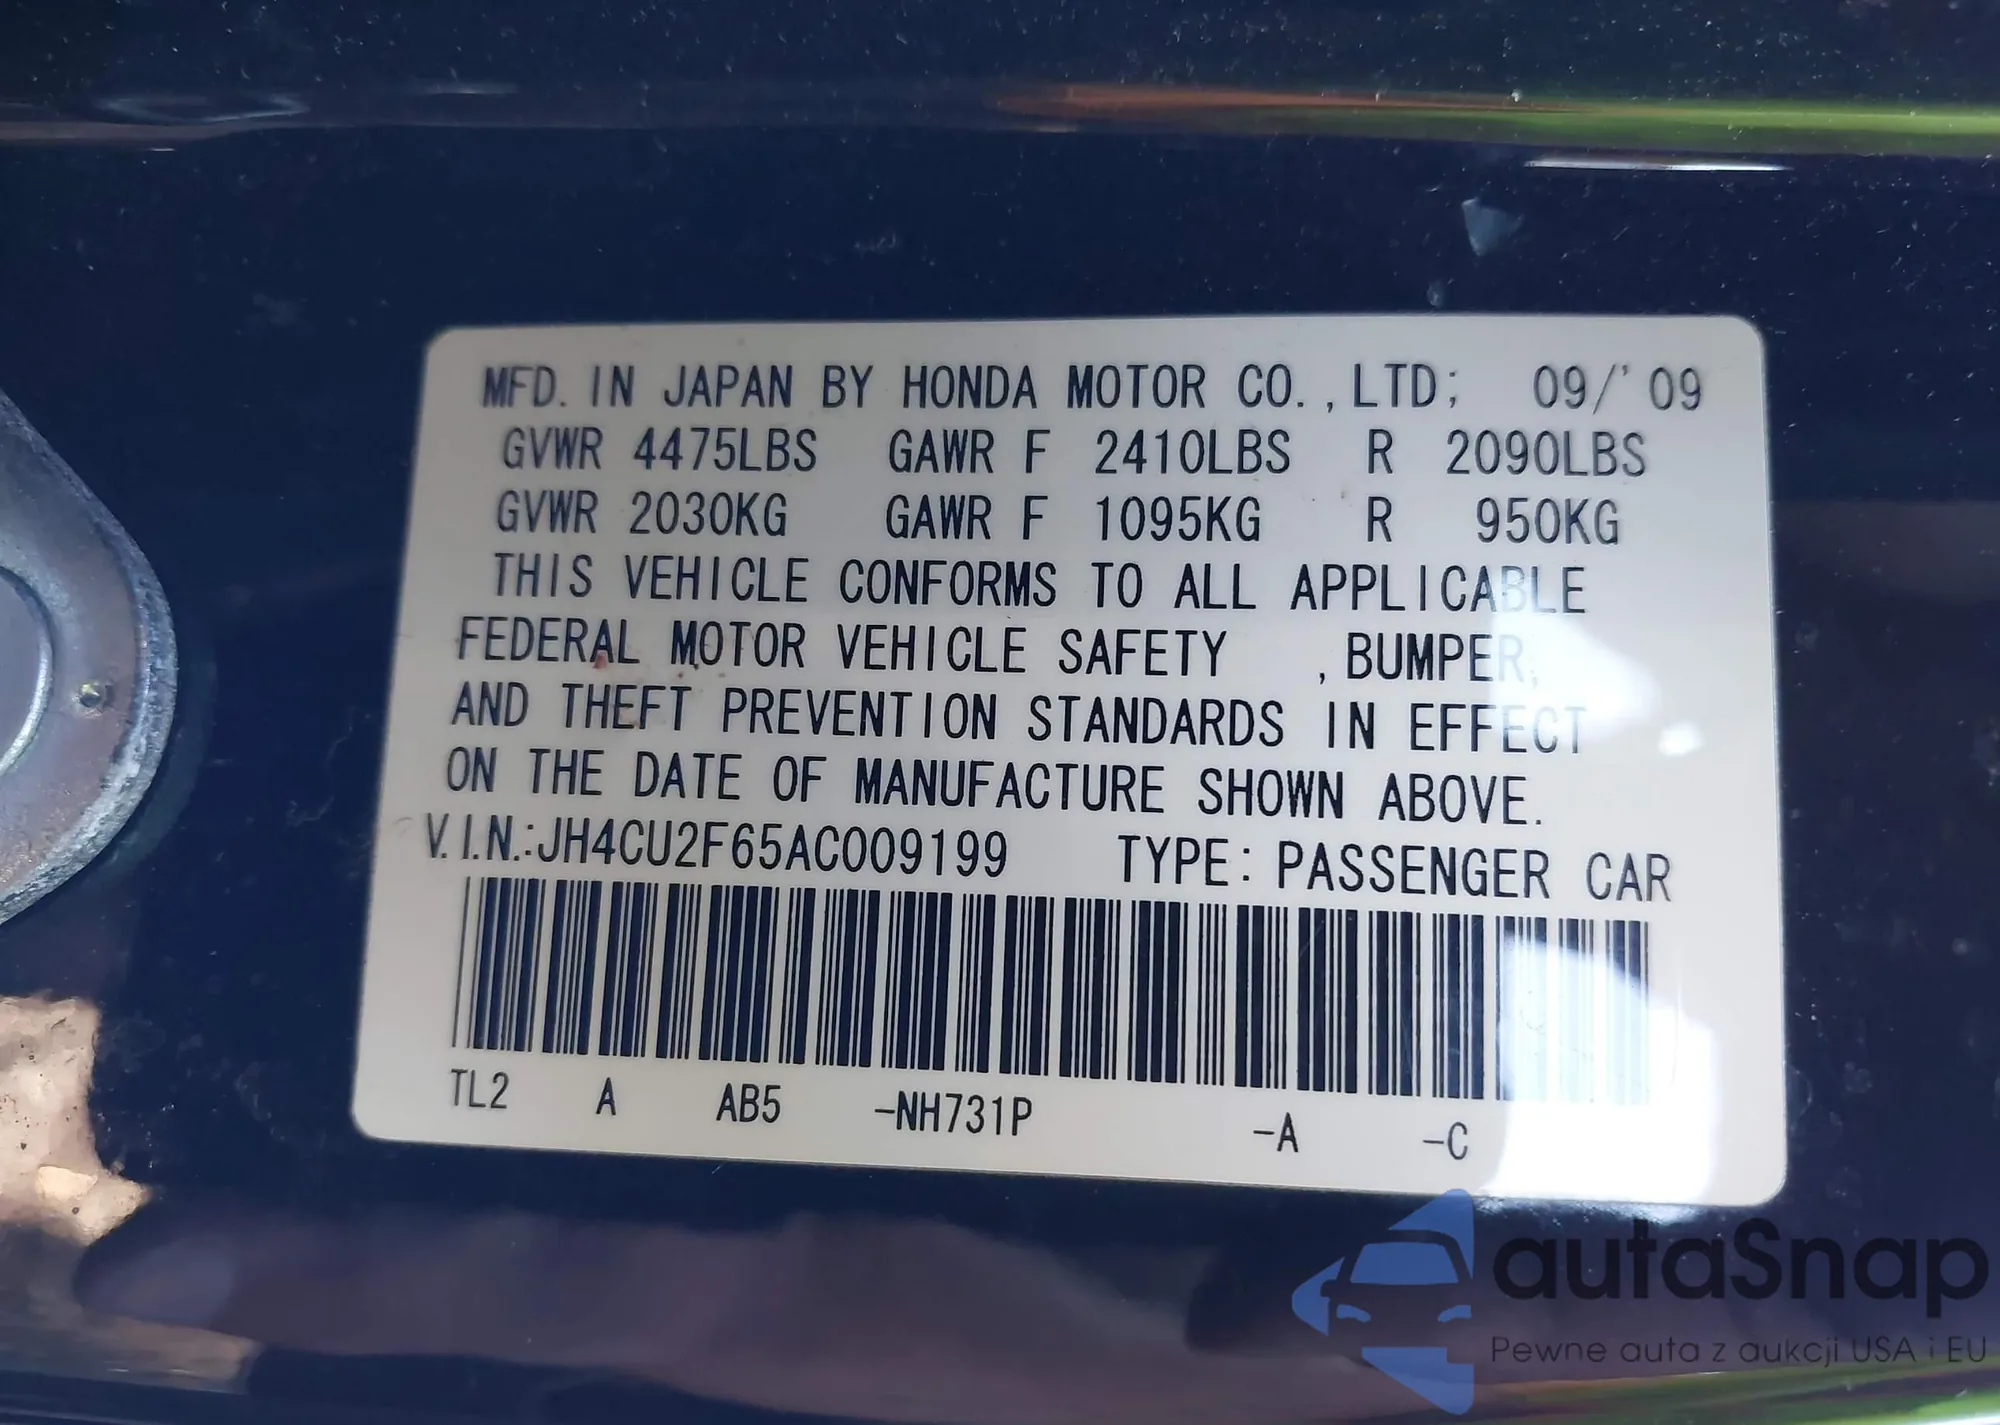 MFD. IN JAPAN BY HONDA MOTOR CO.,LTD; 09/'09
GVWR 4475LBS GAWR F 2410LBS R 2090LBS
GVWR 2030KG GAWR F 1095KG R 950KG
THIS VEHICLE CONFORMS TO ALL APPLICABLE
FEDERAL MOTOR VEHICLE SAFETY ,BUMPER,
AND THEFT PREVENTION STANDARDS IN EFFECT
ON THE DATE OF MANUFACTURE SHOWN ABOVE.
V.I.N.:JH4CU2F65AC009199 TYPE: PASSENGER CAR
TL2 A AB5 -NH731P -A -C
autaSnap
Pewne auta z aukcji USA i EU